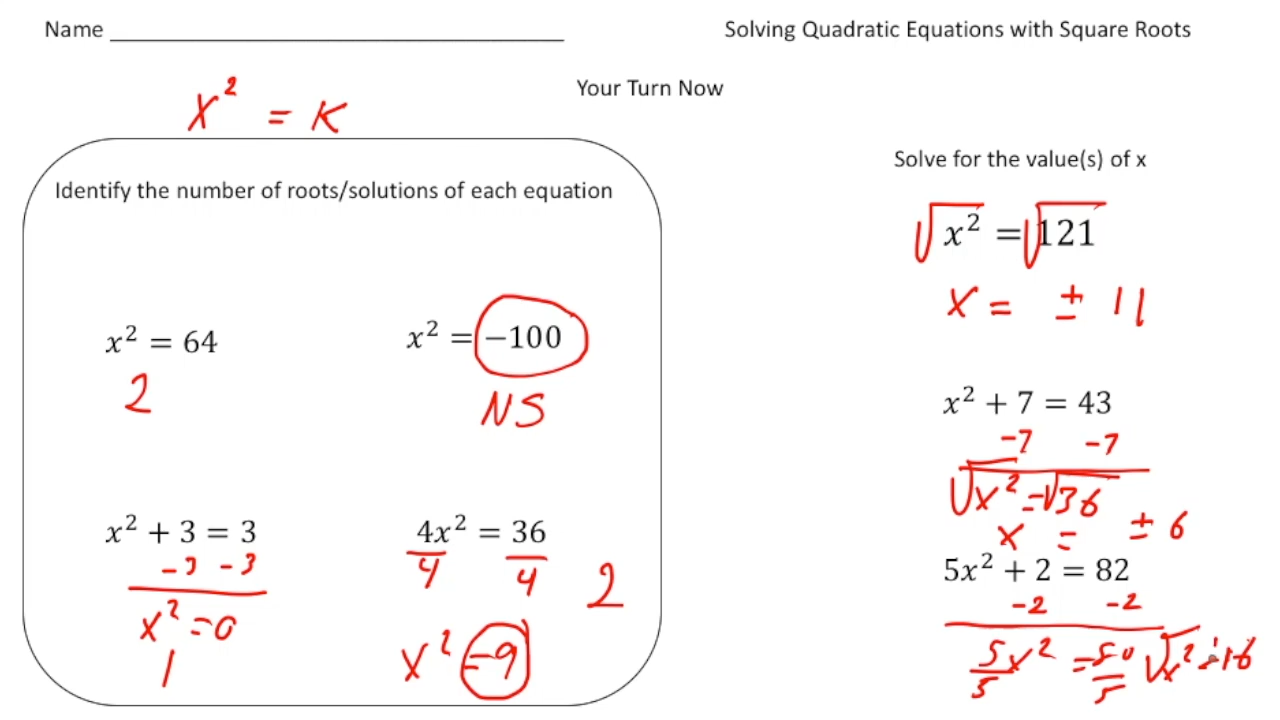 Name
Solving Quadratic Equations with Square Roots
Your Turn Now
x² = K
Identify the number of roots/solutions of each equation
x² = 64
2
x² = −100
NS
x² + 3 = 3
-3 -3
x² = 0
1
4x² = 36
4 4
2
x² = 9
Solve for the value(s) of x
√x² = √121
x = ± 11
x² + 7 = 43
-7 -7
√x² = √36
x = ± 6
5x² + 2 = 82
-2 -2
5x² = 80 √x² = 16
5 5